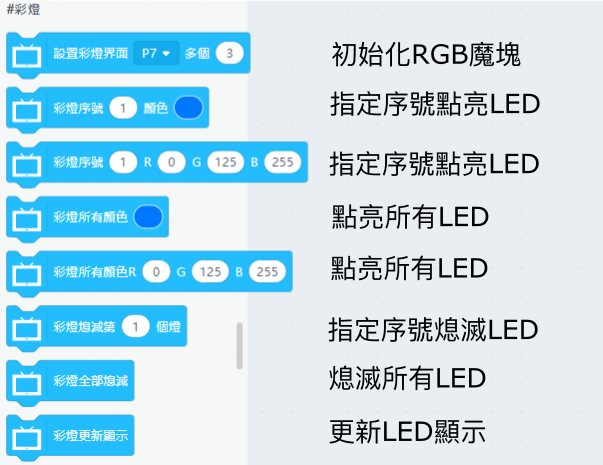 #彩燈
設置彩燈界面 P7 多個 3 初始化RGB魔塊
彩燈序號 1 顏色 指定序號點亮LED
彩燈序號 1 R 0 G 125 B 255 指定序號點亮LED
彩燈所有顏色 點亮所有LED
彩燈所有顏色R 0 G 125 B 255 點亮所有LED
彩燈熄滅第 1 個燈 指定序號熄滅LED
彩燈全部熄滅 熄滅所有LED
彩燈更新顯示 更新LED顯示